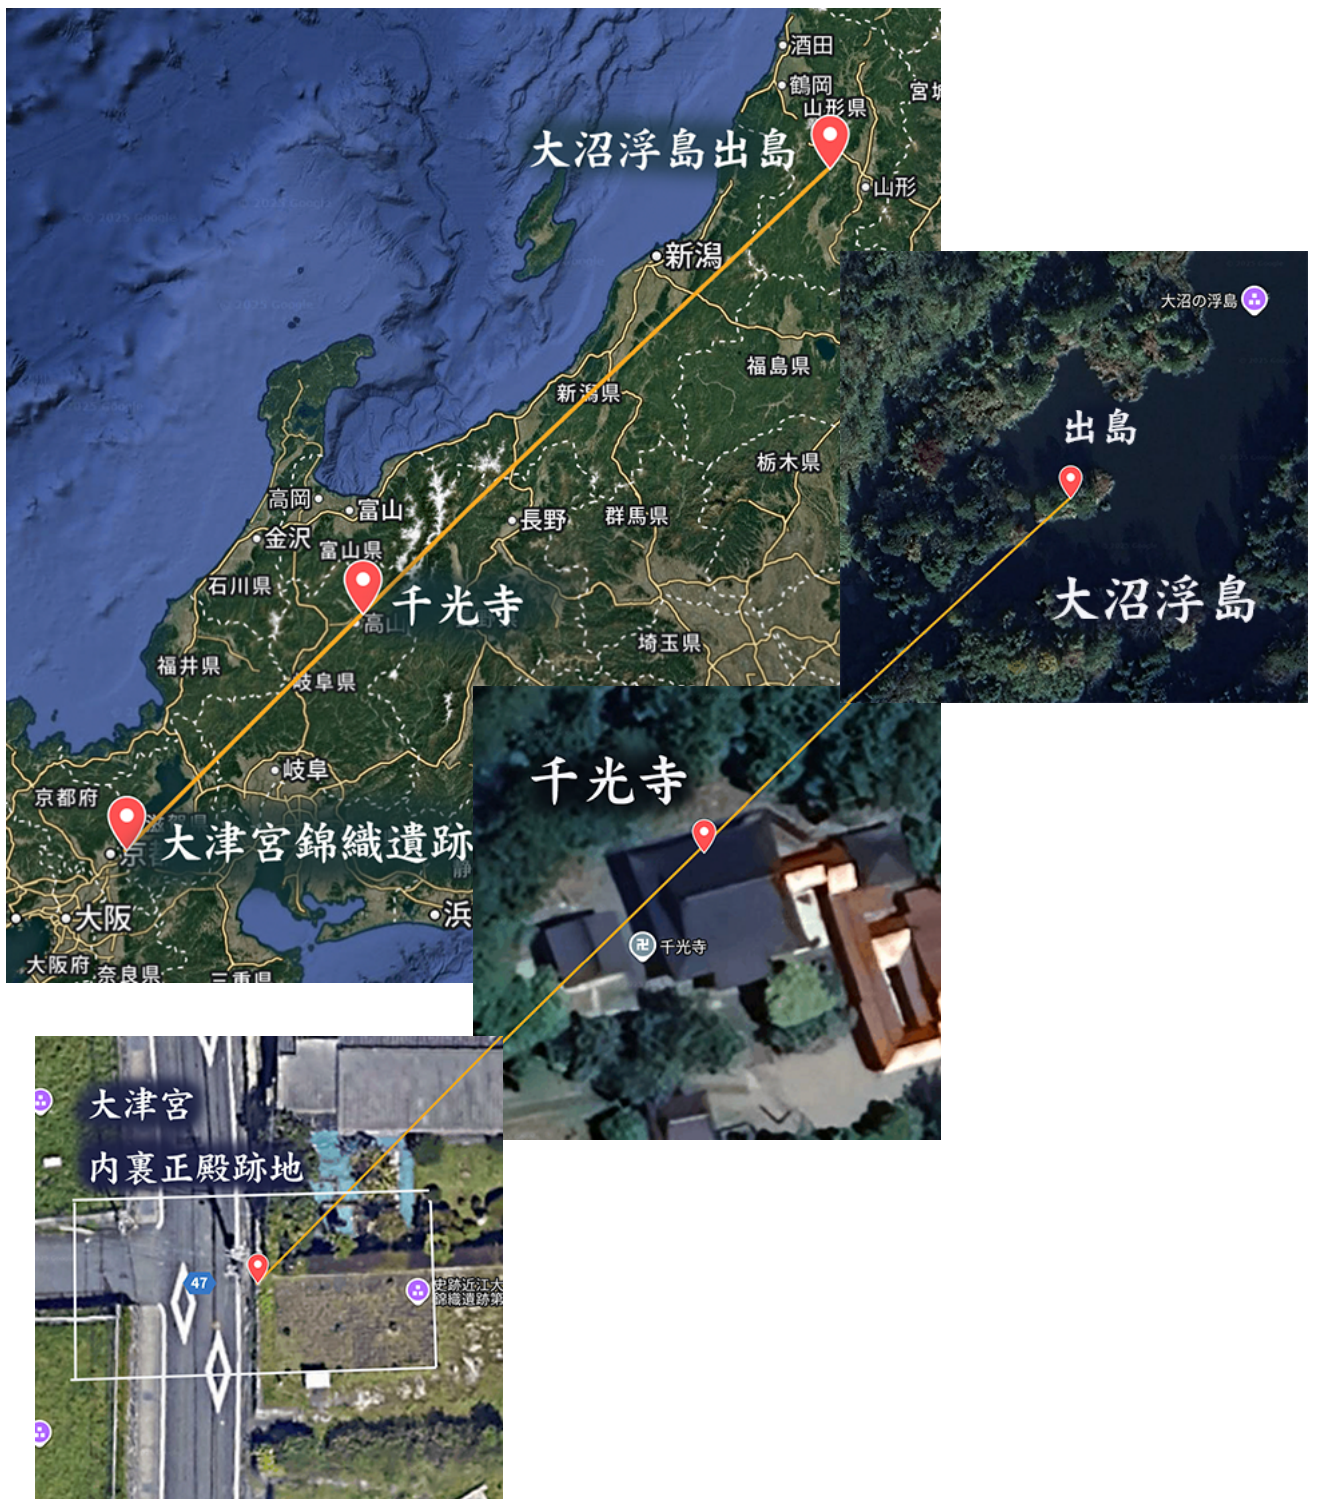 酒田
鶴岡
山形県
宮城
大沼浮島出島
山形
新潟
福島県
新潟県
栃木県
高岡
富山
長野
群馬県
金沢
富山県
石川県
千光寺
高山
埼玉県
福井県
岐阜県
岐阜
京都府
大津宮錦織遺跡
大阪
浜
大阪府
奈良県
三重県
大沼の浮島
出島
大沼浮島
千光寺
千光寺
大津宮
内裏正殿跡地
47
史跡近江大
錦織遺跡第